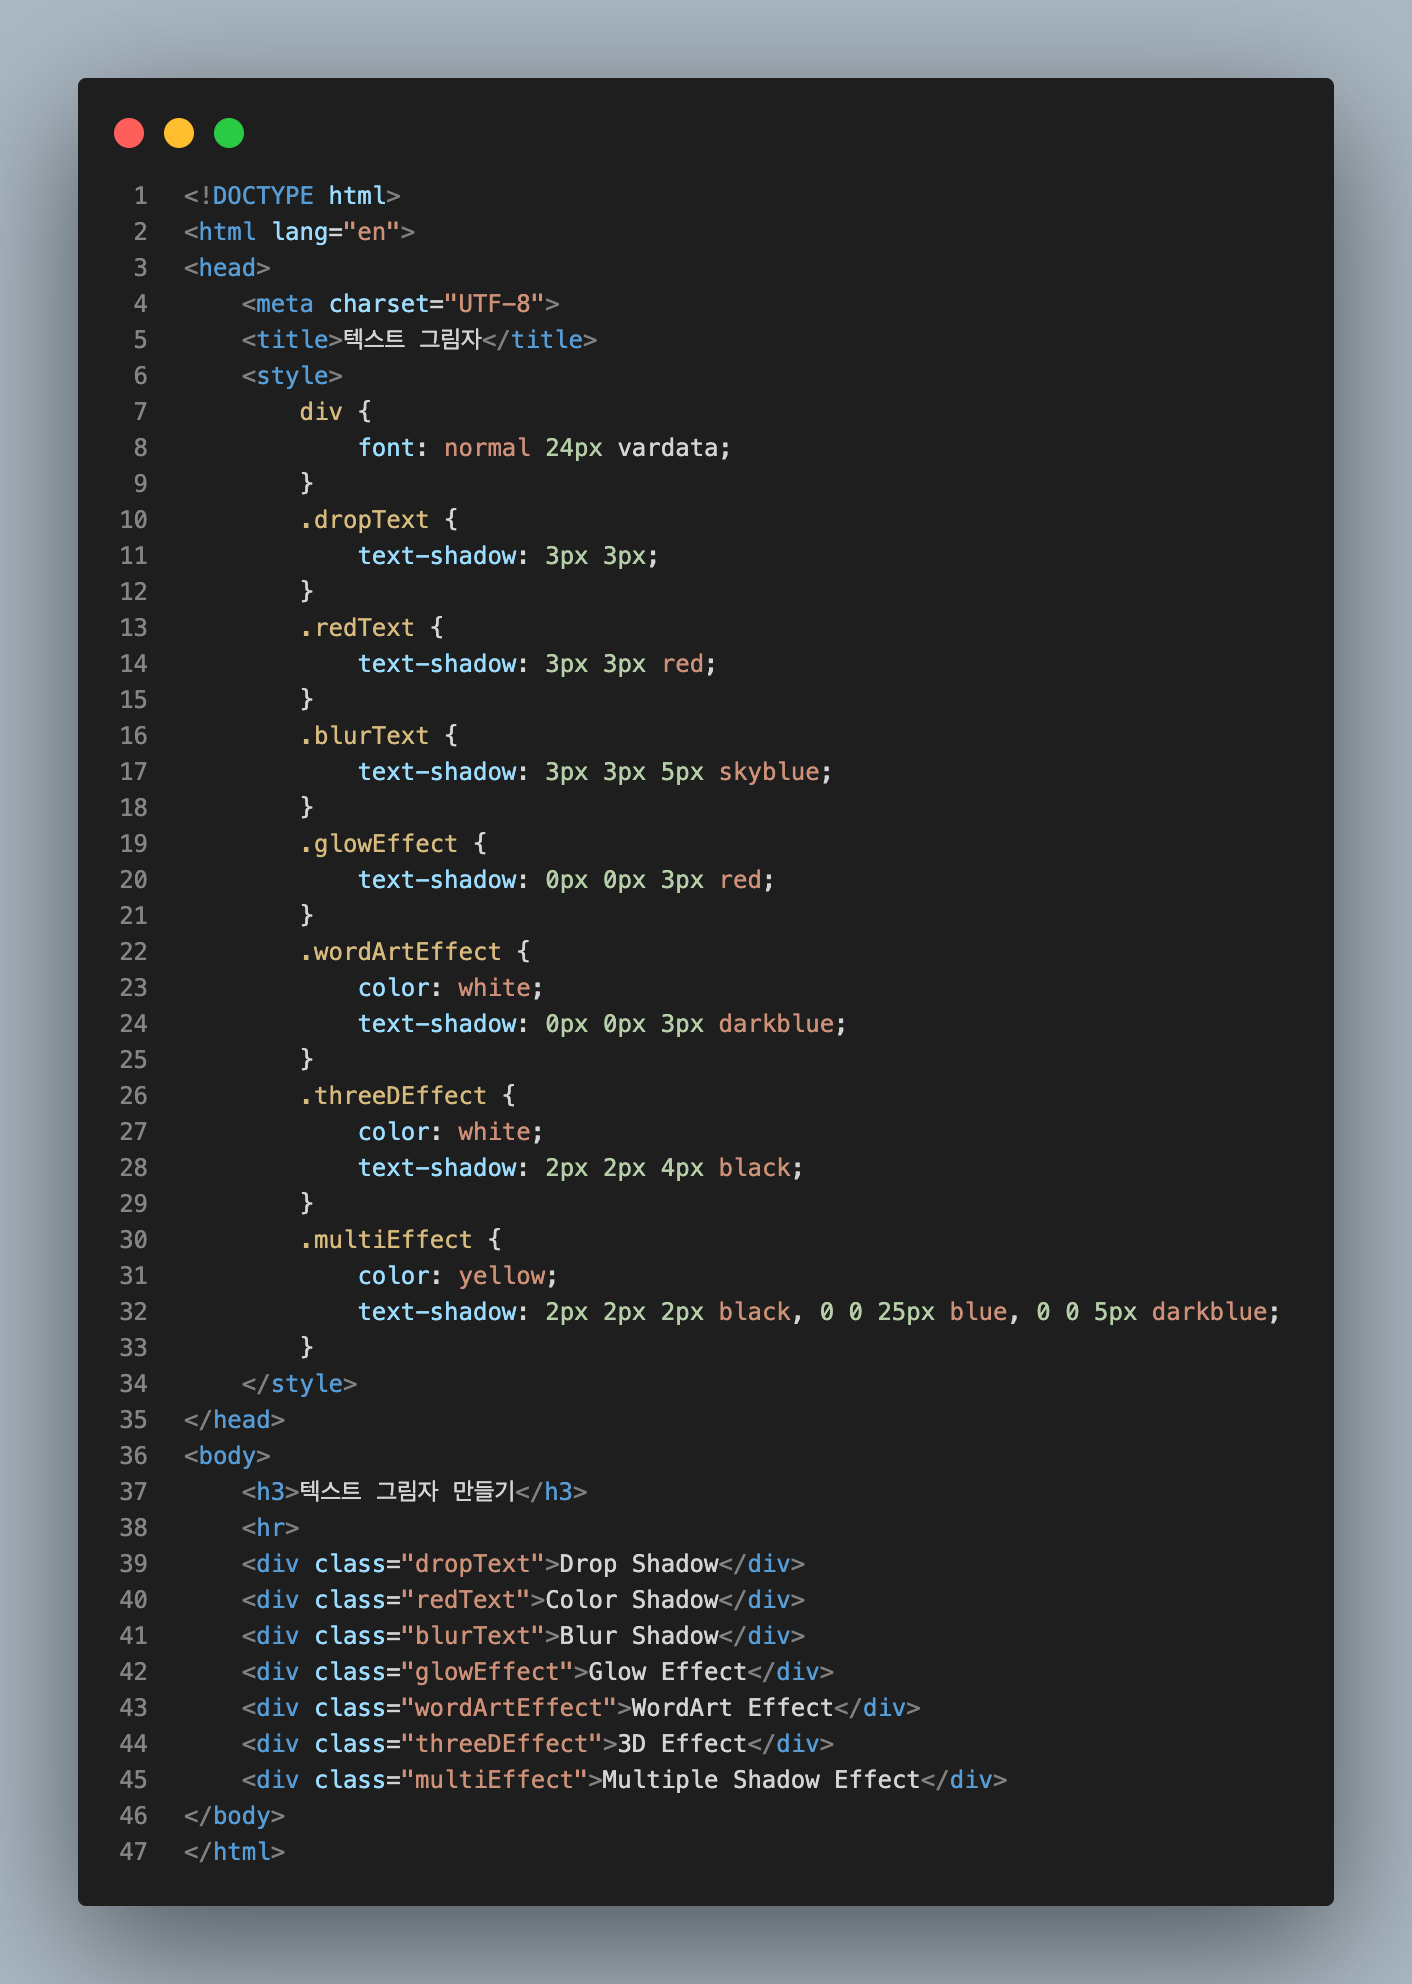 1 <!DOCTYPE html>
2 <html lang="en">
3 <head>
4     <meta charset="UTF-8">
5     <title>텍스트 그림자</title>
6     <style>
7         div {
8             font: normal 24px vardata;
9         }
10         .dropText {
11             text-shadow: 3px 3px;
12         }
13         .redText {
14             text-shadow: 3px 3px red;
15         }
16         .blurText {
17             text-shadow: 3px 3px 5px skyblue;
18         }
19         .glowEffect {
20             text-shadow: 0px 0px 3px red;
21         }
22         .wordArtEffect {
23             color: white;
24             text-shadow: 0px 0px 3px darkblue;
25         }
26         .threeDEffect {
27             color: white;
28             text-shadow: 2px 2px 4px black;
29         }
30         .multiEffect {
31             color: yellow;
32             text-shadow: 2px 2px 2px black, 0 0 25px blue, 0 0 5px darkblue;
33         }
34     </style>
35 </head>
36 <body>
37     <h3>텍스트 그림자 만들기</h3>
38     <hr>
39     <div class="dropText">Drop Shadow</div>
40     <div class="redText">Color Shadow</div>
41     <div class="blurText">Blur Shadow</div>
42     <div class="glowEffect">Glow Effect</div>
43     <div class="wordArtEffect">WordArt Effect</div>
44     <div class="threeDEffect">3D Effect</div>
45     <div class="multiEffect">Multiple Shadow Effect</div>
46 </body>
47 </html>